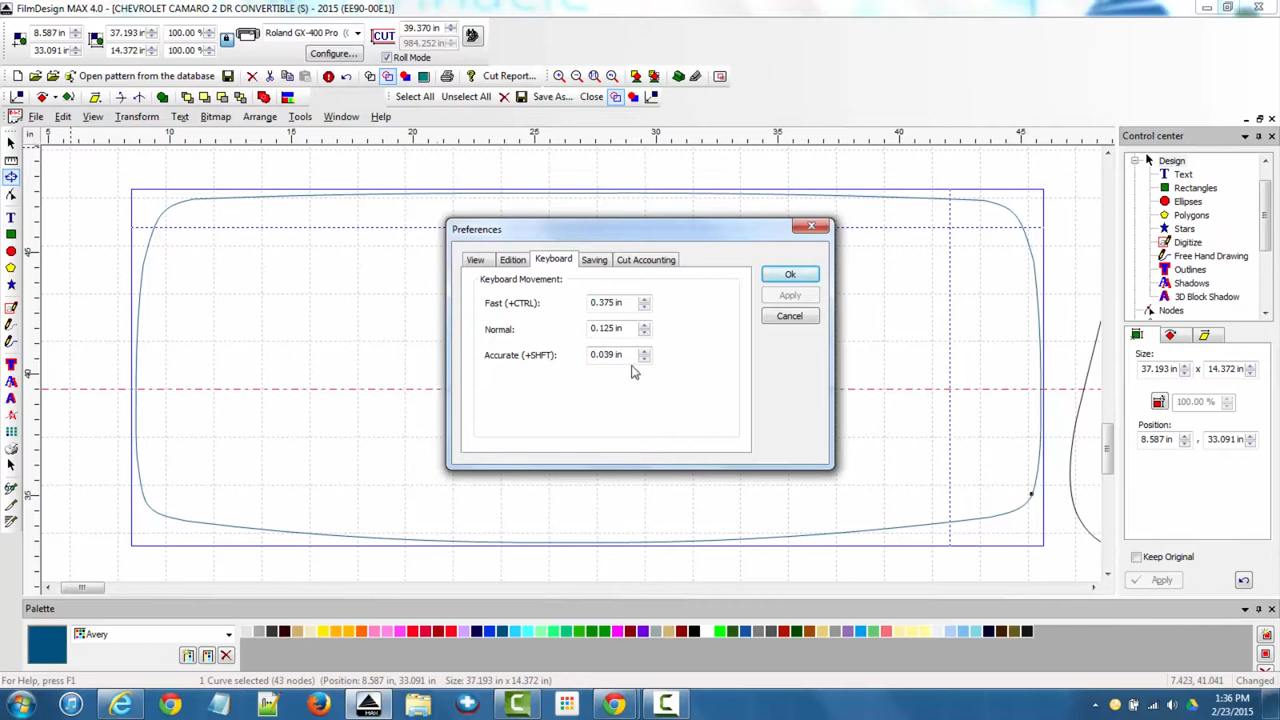 FilmDesign MAX 4.0 - [CHEVROLET CAMARO 2 DR CONVERTIBLE (S) - 2015 (EE90-00E1)]
8.587 in 37.193 in 100.00 % Roland GX-400 Pro CUT 39.370 in
33.091 in 14.372 in 100.00 % Configure... 984.252 in
Roll Mode
Open pattern from the database Cut Report...
Select All Unselect All Save As... Close
File Edit View Transform Text Bitmap Arrange Tools Window Help
in 5 10 15 20 25 30 35 40 45
Control center
Design
Text
Rectangles
Ellipses
Polygons
Stars
Digitize
Free Hand Drawing
Outlines
Shadows
3D Block Shadow
Nodes
45
40
35
Preferences
View Edition Keyboard Saving Cut Accounting
Keyboard Movement:
Fast (+CTRL): 0.375 in
Normal: 0.125 in
Accurate (+SHFT): 0.039 in
Ok
Apply
Cancel
Size:
37.193 in x 14.372 in
100.00 %
Position:
8.587 in , 33.091 in
Keep Original
Apply
Palette
Avery
For Help, press F1 1 Curve selected (43 nodes) (Position: 8.587 in, 33.091 in Size: 37.193 in x 14.372 in) 7.423, 41.041 Changed
MAX
1:36 PM
2/23/2015